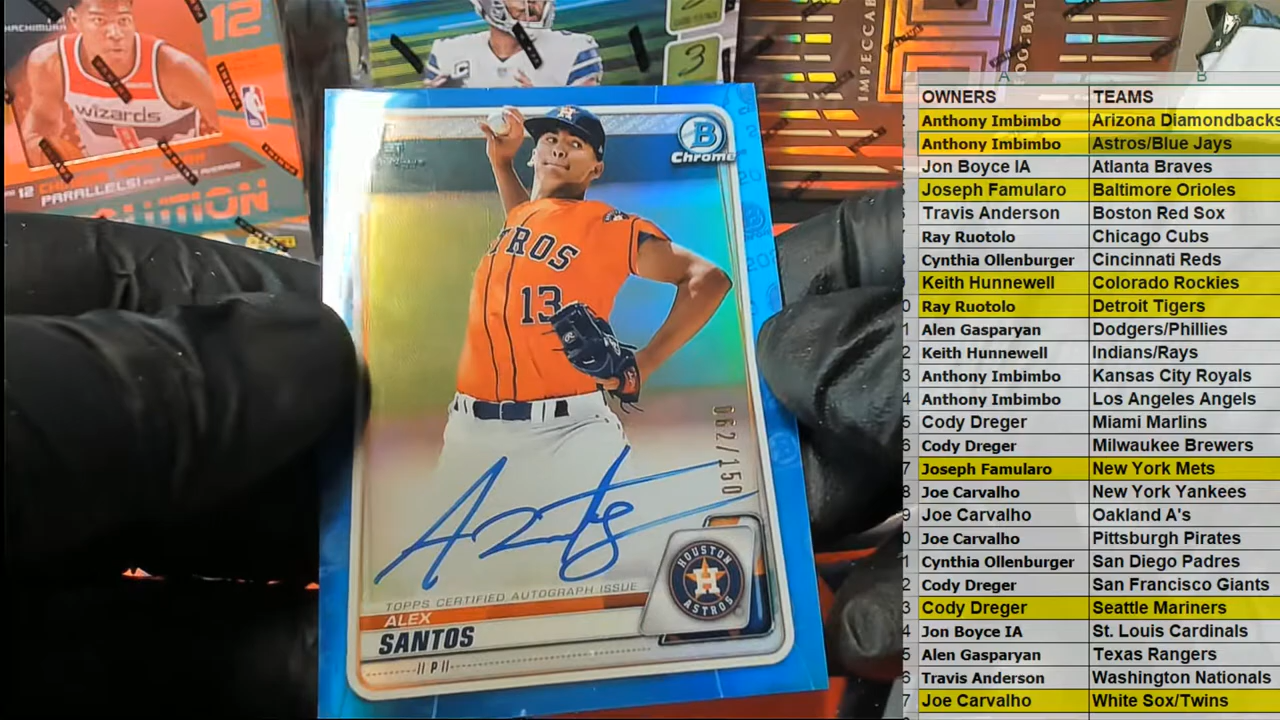 HACHIMURA
12
wizards
12
PARALLELS!
3
IMPECCAB
FOOTBAL
B
Chrome
TROS
13
062/150
TOPPS CERTIFIED AUTOGRAPH ISSUE
ALEX
SANTOS
P
HOUSTON
ASTROS
A
B
OWNERS TEAMS
Anthony Imbimbo Arizona Diamondbacks
Anthony Imbimbo Astros/Blue Jays
Jon Boyce IA Atlanta Braves
Joseph Famularo Baltimore Orioles
Travis Anderson Boston Red Sox
Ray Ruotolo Chicago Cubs
Cynthia Ollenburger Cincinnati Reds
Keith Hunnewell Colorado Rockies
Ray Ruotolo Detroit Tigers
Alen Gasparyan Dodgers/Phillies
Keith Hunnewell Indians/Rays
Anthony Imbimbo Kansas City Royals
Anthony Imbimbo Los Angeles Angels
Cody Dreger Miami Marlins
Cody Dreger Milwaukee Brewers
Joseph Famularo New York Mets
Joe Carvalho New York Yankees
Joe Carvalho Oakland A's
Joe Carvalho Pittsburgh Pirates
Cynthia Ollenburger San Diego Padres
Cody Dreger San Francisco Giants
Cody Dreger Seattle Mariners
Jon Boyce IA St. Louis Cardinals
Alen Gasparyan Texas Rangers
Travis Anderson Washington Nationals
Joe Carvalho White Sox/Twins